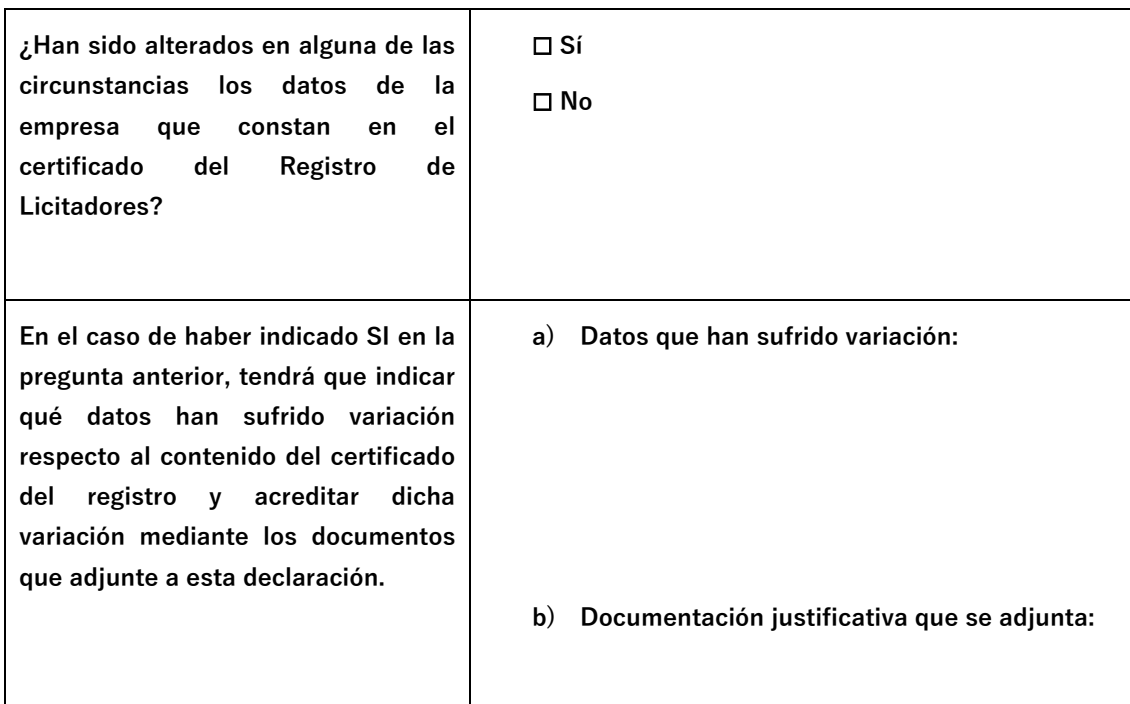 ¿Han sido alterados en alguna de las
circunstancias los datos de la
empresa que constan en el
certificado del Registro de
Licitadores?
☐ Sí
☐ No
En el caso de haber indicado SI en la
pregunta anterior, tendrá que indicar
qué datos han sufrido variación
respecto al contenido del certificado
del registro y acreditar dicha
variación mediante los documentos
que adjunte a esta declaración.
a) Datos que han sufrido variación:
b) Documentación justificativa que se adjunta: